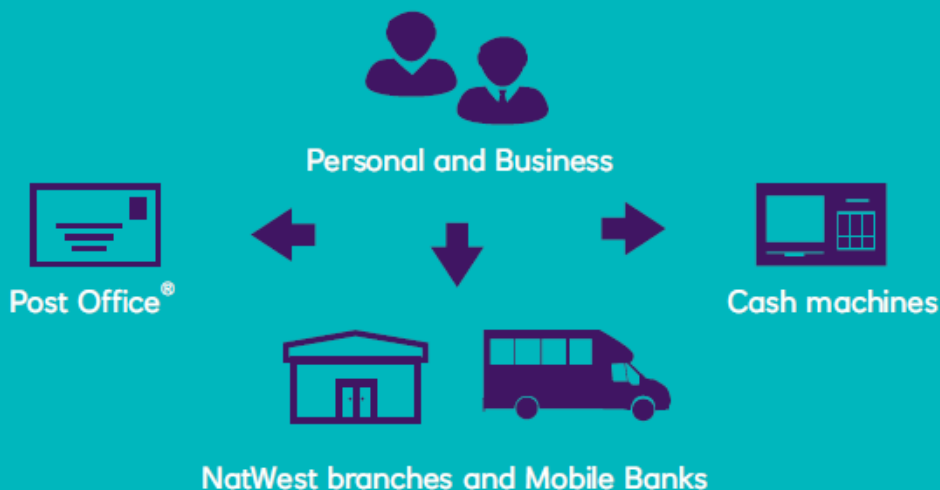 Personal and Business
Post Office®
Cash machines
NatWest branches and Mobile Banks